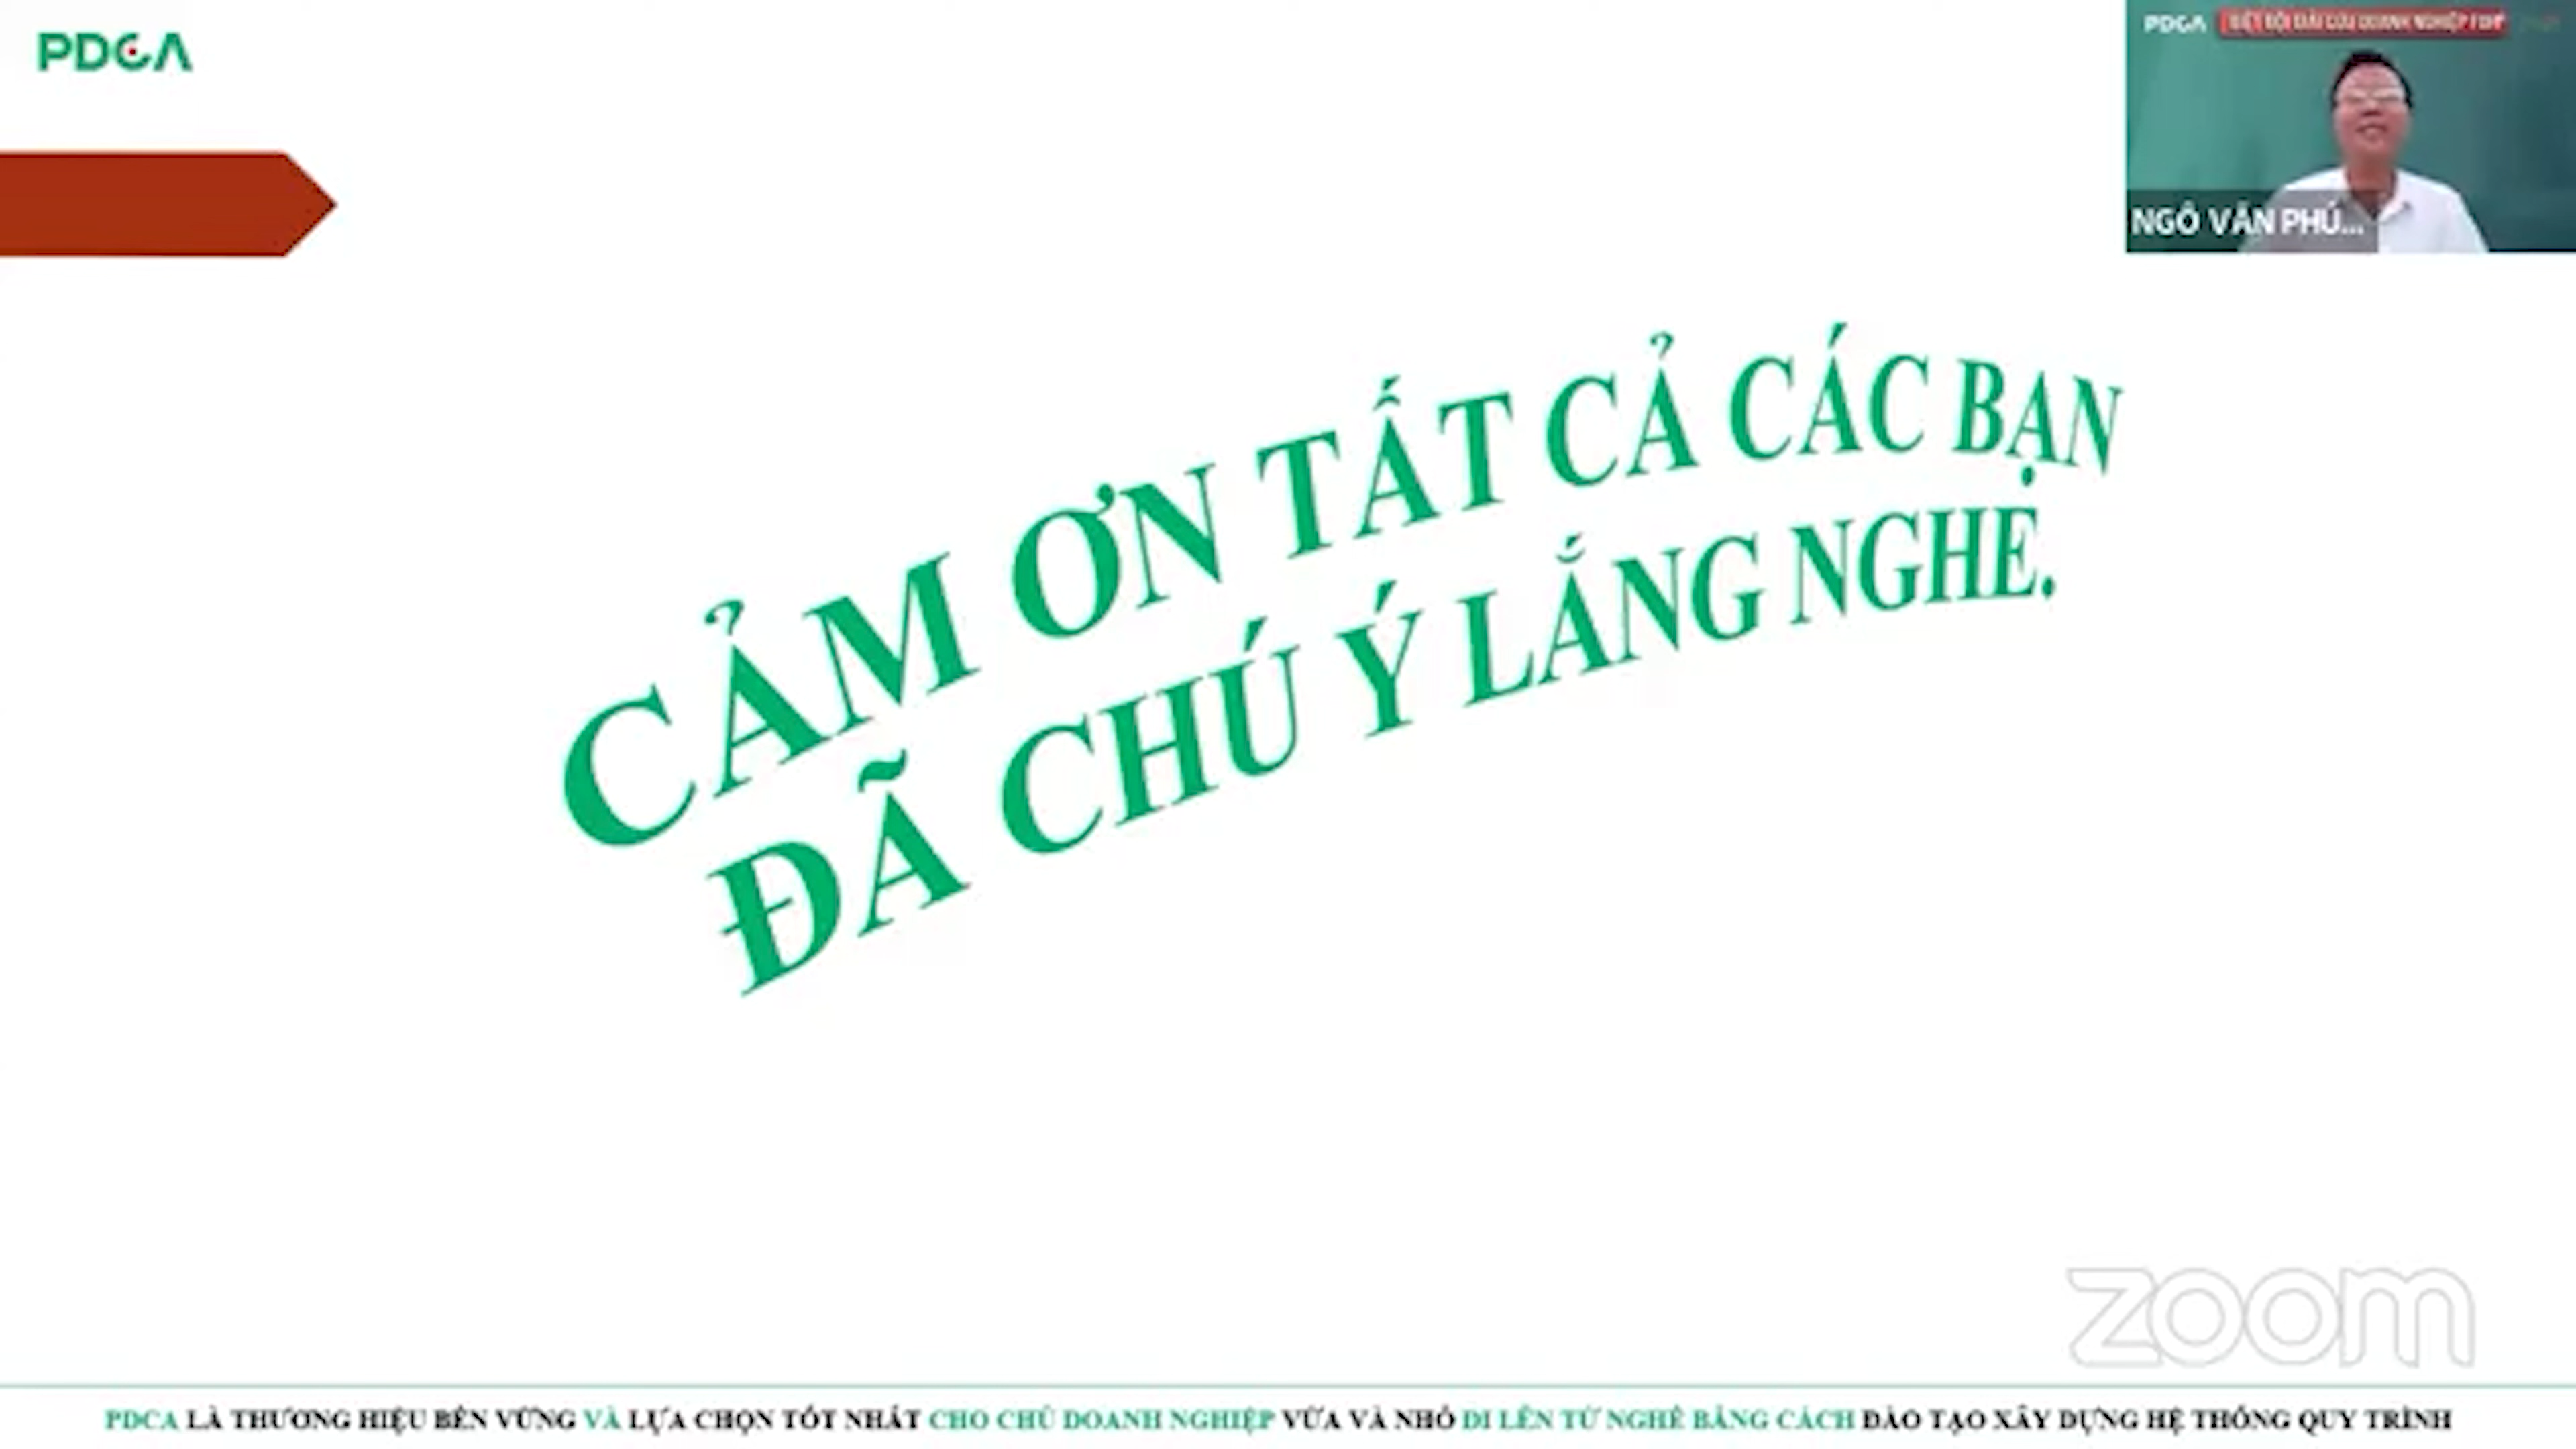 PDCA
PDCA
NGÔ VĂN PHÚ...
CẢM ƠN TẤT CẢ CÁC BẠN
ĐÃ CHÚ Ý LẮNG NGHE.
zoom
PDCA LÀ THƯƠNG HIỆU BỀN VỮNG VÀ LỰA CHỌN TỐT NHẤT CHO CHỦ DOANH NGHIỆP VỪA VÀ NHỎ ĐI LÊN TỪ NGHỀ BẰNG CÁCH ĐÀO TẠO XÂY DỰNG HỆ THỐNG QUY TRÌNH